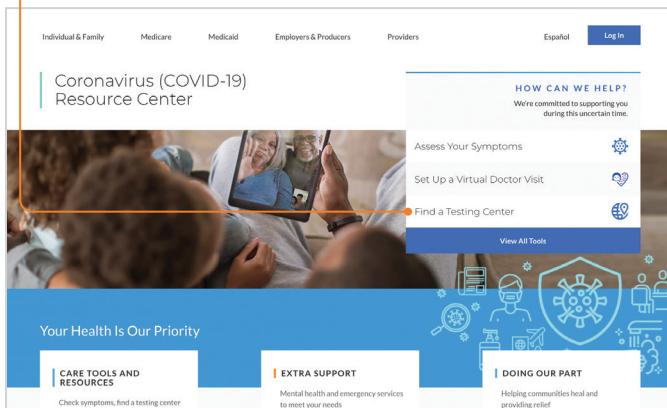 Individual & Family Medicare Medicaid Employers & Producers Providers Español Log In
Coronavirus (COVID-19)
Resource Center
HOW CAN WE HELP?
We're committed to supporting you
during this uncertain time.
Assess Your Symptoms
Set Up a Virtual Doctor Visit
Find a Testing Center
View All Tools
Your Health Is Our Priority
CARE TOOLS AND
RESOURCES
Check symptoms, find a testing center
EXTRA SUPPORT
Mental health and emergency services
to meet your needs
DOING OUR PART
Helping communities heal and
providing relief